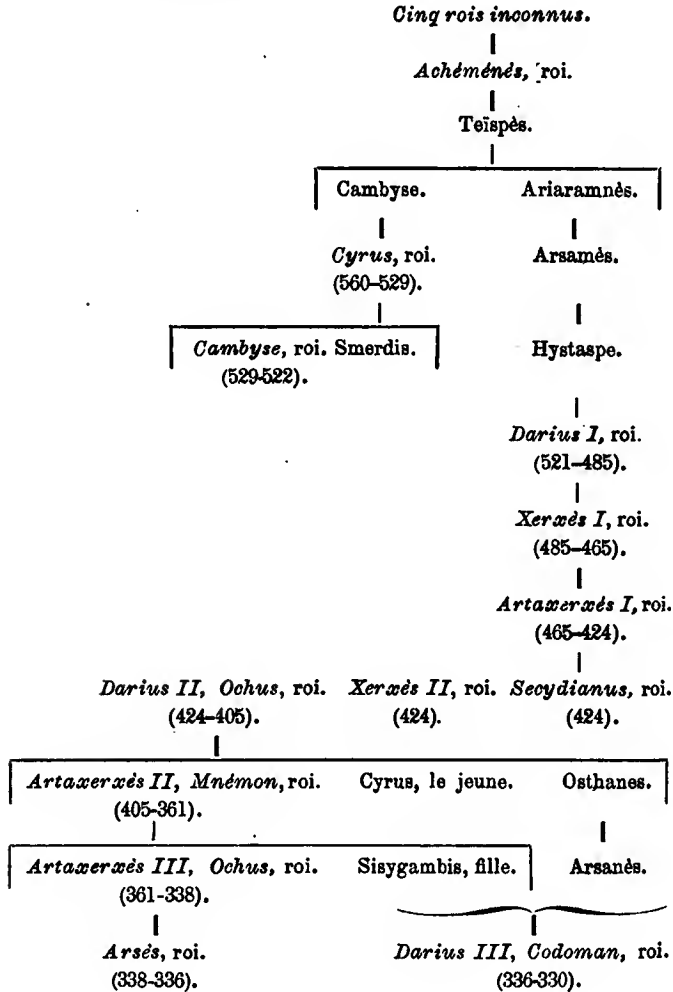 Cinq rois inconnus.
Achéménès, roi.
Teïspès.
Cambyse. Ariaramnès.
Cyrus, roi. Arsamès.
(560–529).
Cambyse, roi. Smerdis. Hystaspe.
(529-522).
Darius I, roi.
(521–485).
Xerxès I, roi.
(485–465).
Artaxerxés I, roi.
(465–424).
Darius II, Ochus, roi. Xerxès II, roi. Secydianus, roi.
(424–405). (424). (424).
Artaxerxès II, Mnémon, roi. Cyrus, le jeune. Osthanes.
(405-361).
Artaxerxès III, Ochus, roi. Sisygambis, fille. Arsanès.
(361-338).
Arsés, roi. Darius III, Codoman, roi.
(338-336). (336-330).